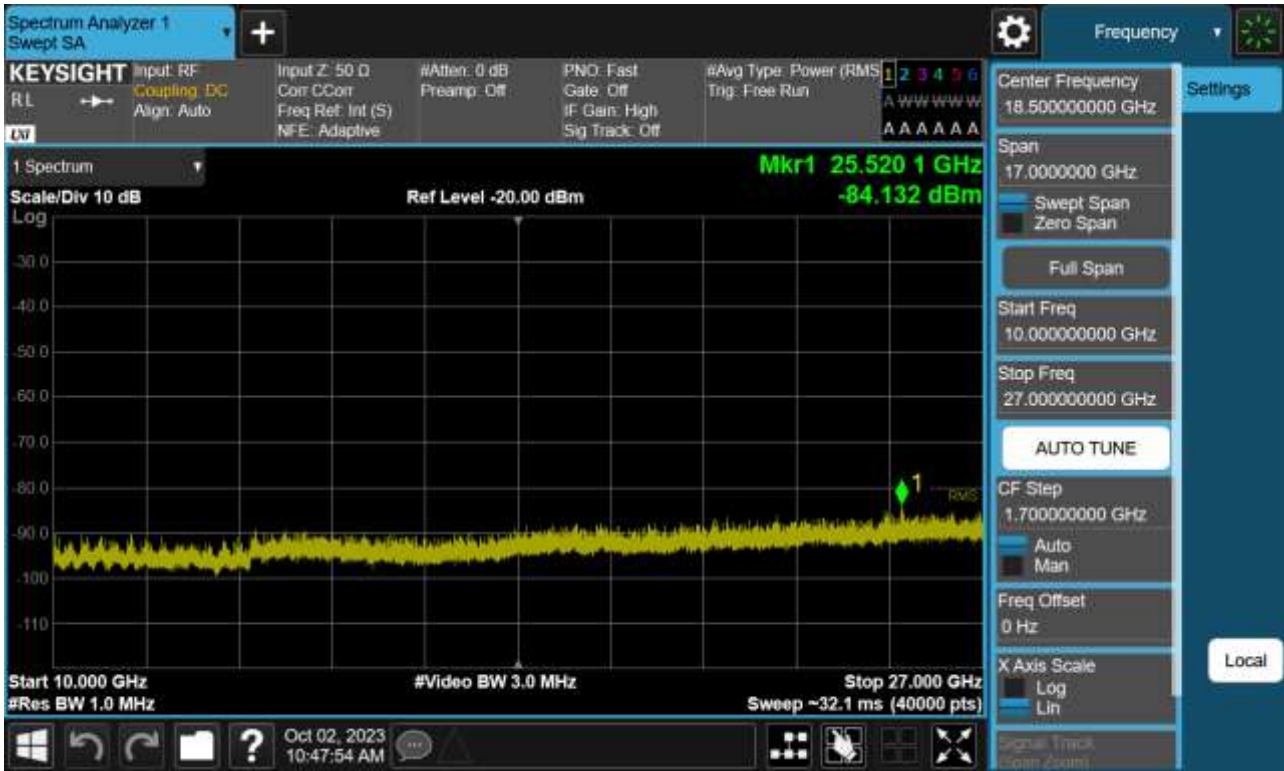 Spectrum Analyzer 1
Swept SA
+
Frequency
KEYSIGHT
RL
LXI
Input: RF
Coupling: DC
Align: Auto
Input Z: 50 Ω
Corr CCorr
Freq Ref: Int (S)
NFE: Adaptive
#Atten: 0 dB
Preamp: Off
PNO: Fast
Gate: Off
IF Gain: High
Sig Track: Off
#Avg Type: Power (RMS
Trig: Free Run
1 2 3 4 5 6
A W W W W W
A A A A A A
1 Spectrum
Scale/Div 10 dB
Ref Level -20.00 dBm
Mkr1 25.520 1 GHz
-84.132 dBm
Log
-30.0
-40.0
-50.0
-60.0
-70.0
-80.0
-90.0
-100
-110
1
RMS
Start 10.000 GHz
#Video BW 3.0 MHz
Stop 27.000 GHz
#Res BW 1.0 MHz
Sweep ~32.1 ms (40000 pts)
Center Frequency
18.500000000 GHz
Settings
Span
17.0000000 GHz
Swept Span
Zero Span
Full Span
Start Freq
10.000000000 GHz
Stop Freq
27.000000000 GHz
AUTO TUNE
CF Step
1.700000000 GHz
Auto
Man
Freq Offset
0 Hz
X Axis Scale
Log
Lin
Signal Track
(Span Zoom)
Local
?
Oct 02, 2023
10:47:54 AM